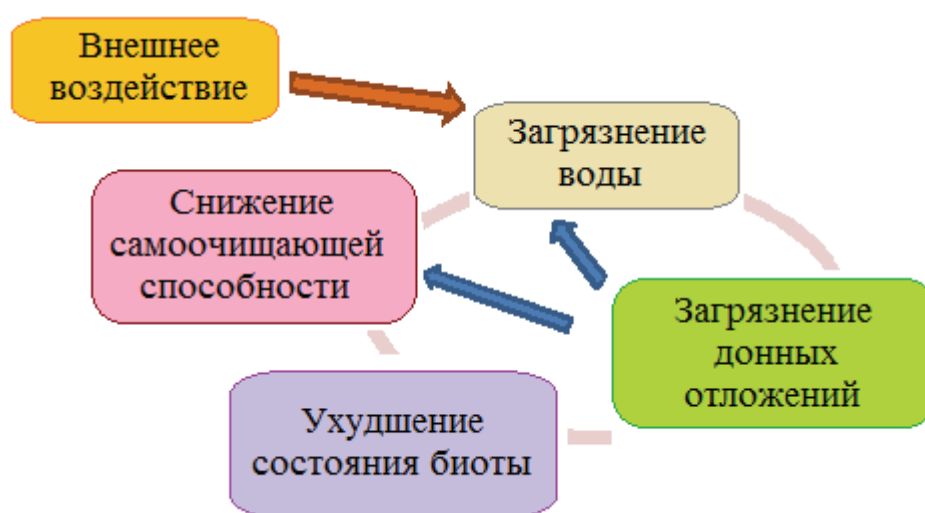 Внешнее
воздействие
Загрязнение
воды
Снижение
самоочищающей
способности
Загрязнение
донных
отложений
Ухудшение
состояния биоты